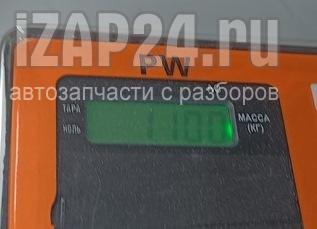 iZAP24.ru
PW
автозапчасти с разборов
ТАРА
НОЛЬ
1.100
МАССА
(КГ)